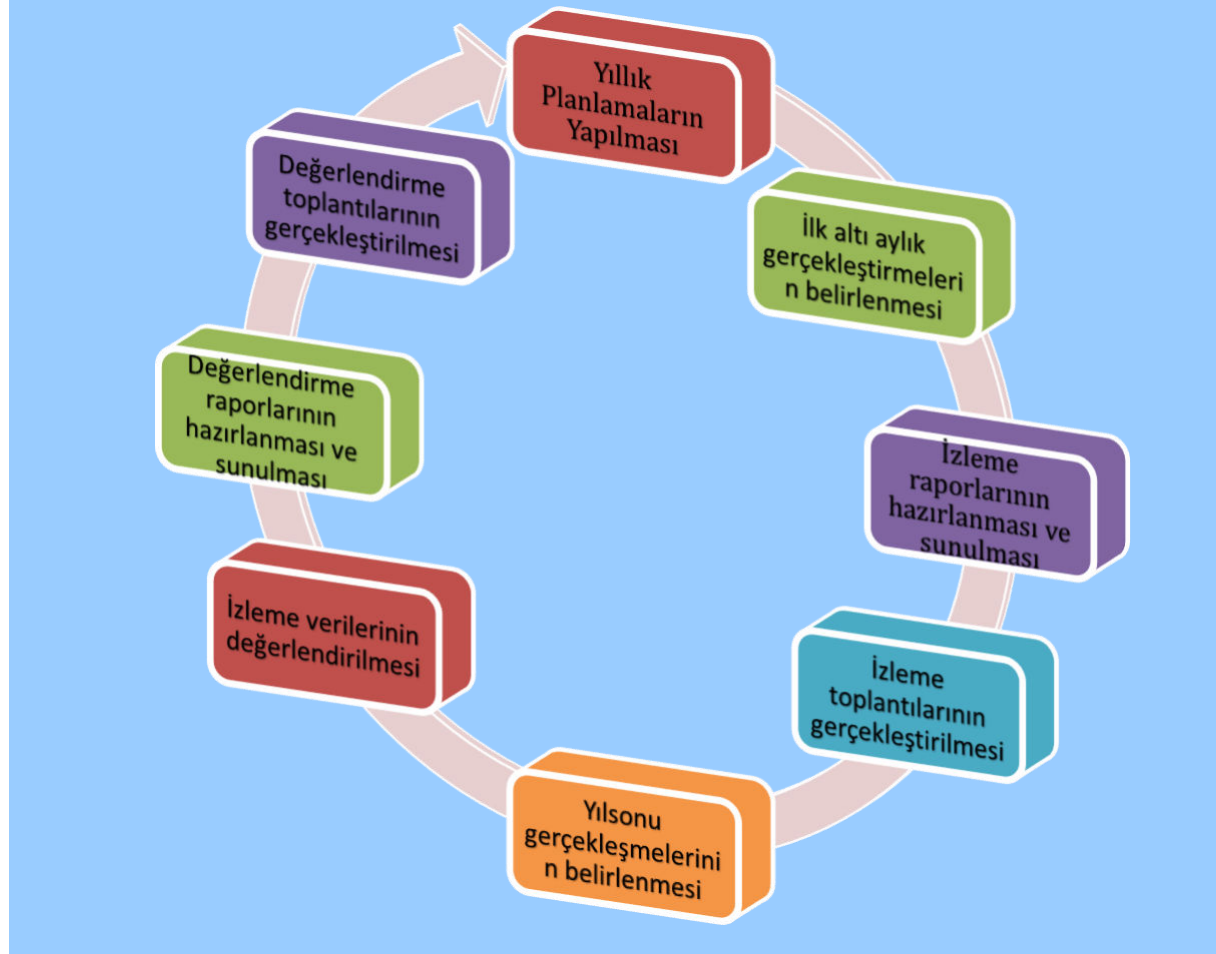 Yıllık
Planlamaların
Yapılması
İlk altı aylık
gerçekleştirmeleri
n belirlenmesi
İzleme
raporlarının
hazırlanması ve
sunulması
İzleme
toplantılarının
gerçekleştirilmesi
Yılsonu
gerçekleşmelerini
n belirlenmesi
İzleme verilerinin
değerlendirilmesi
Değerlendirme
raporlarının
hazırlanması ve
sunulması
Değerlendirme
toplantılarının
gerçekleştirilmesi